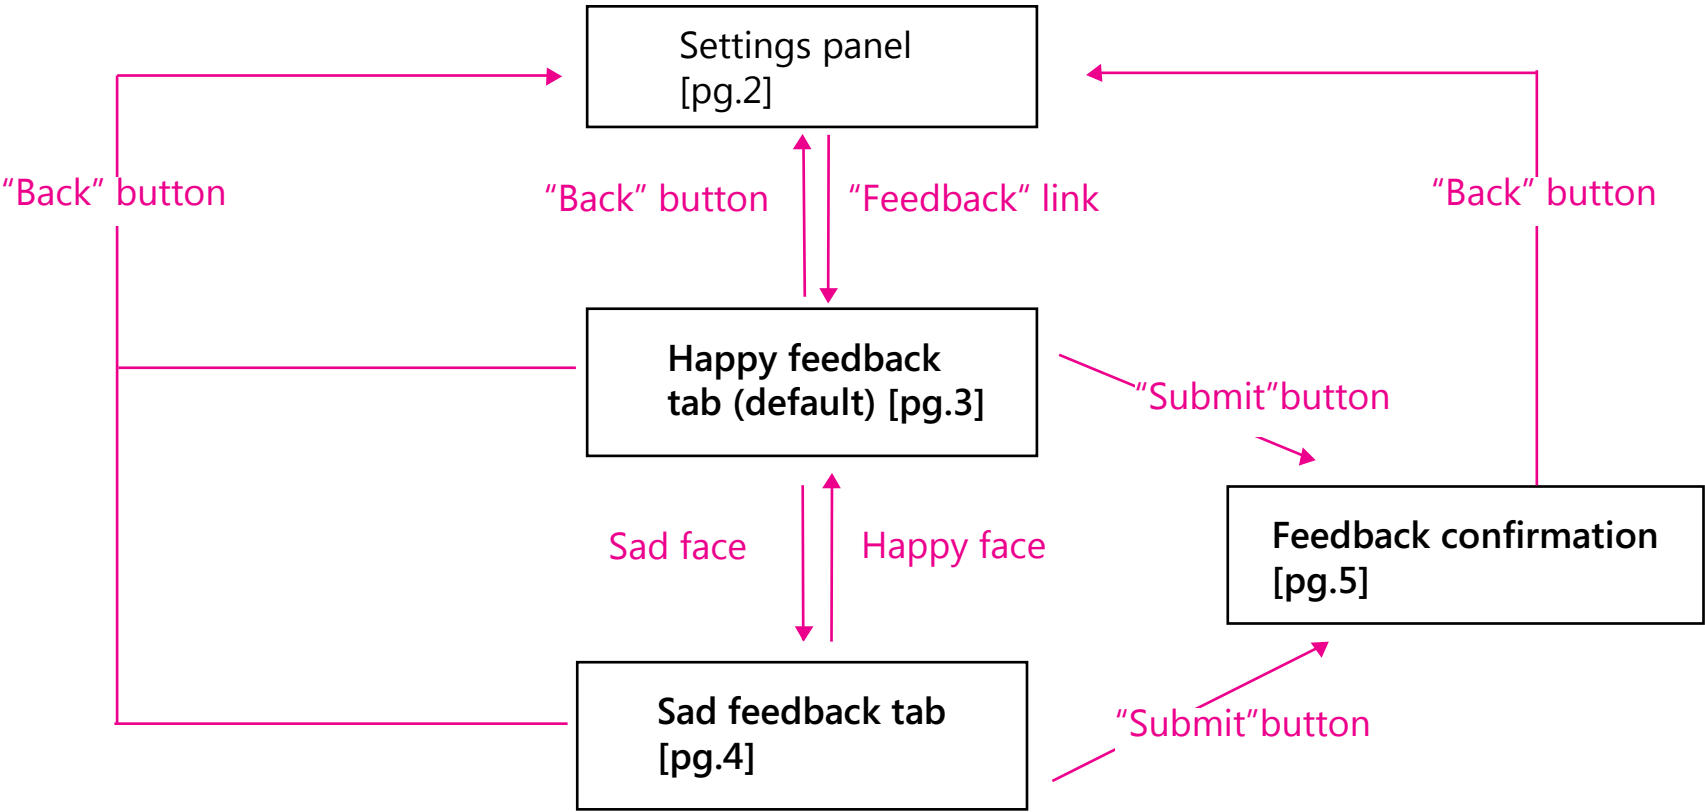 Settings panel
[pg.2]
“Back” button
“Back” button
“Feedback” link
“Back” button
Happy feedback
tab (default) [pg.3]
“Submit”button
Sad face
Happy face
Feedback confirmation
[pg.5]
Sad feedback tab
[pg.4]
“Submit”button